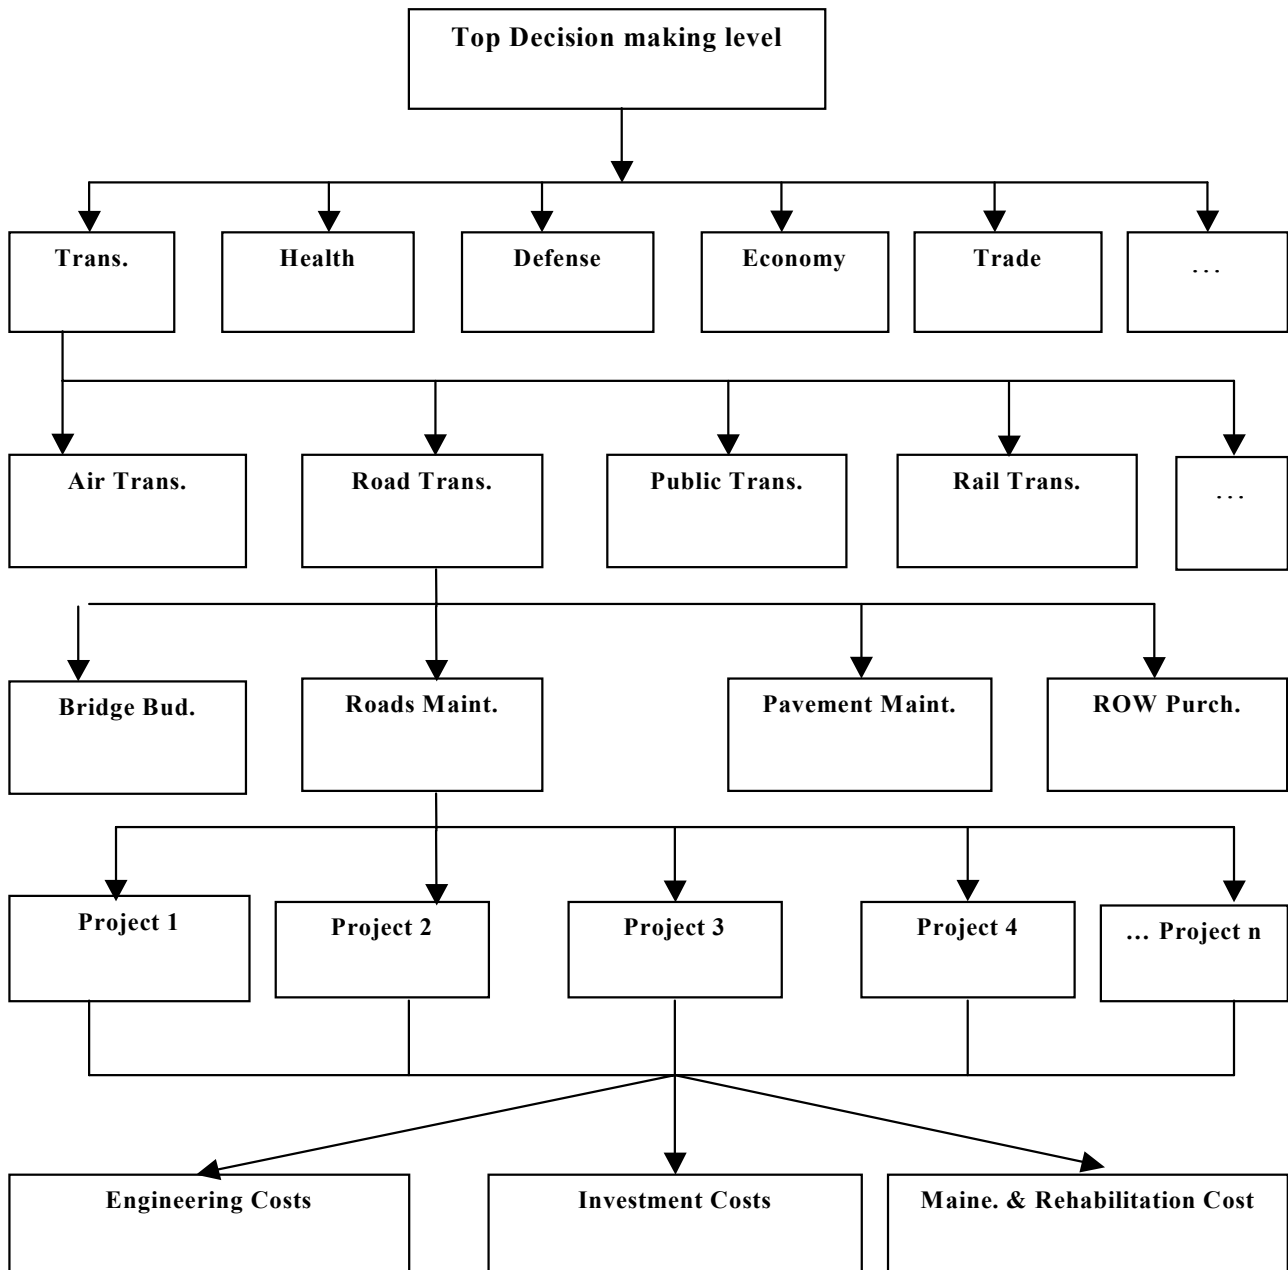 Top Decision making level
Trans.
Health
Defense
Economy
Trade
...
Air Trans.
Road Trans.
Public Trans.
Rail Trans.
...
Bridge Bud.
Roads Maint.
Pavement Maint.
ROW Purch.
Project 1
Project 2
Project 3
Project 4
... Project n
Engineering Costs
Investment Costs
Maine. & Rehabilitation Cost